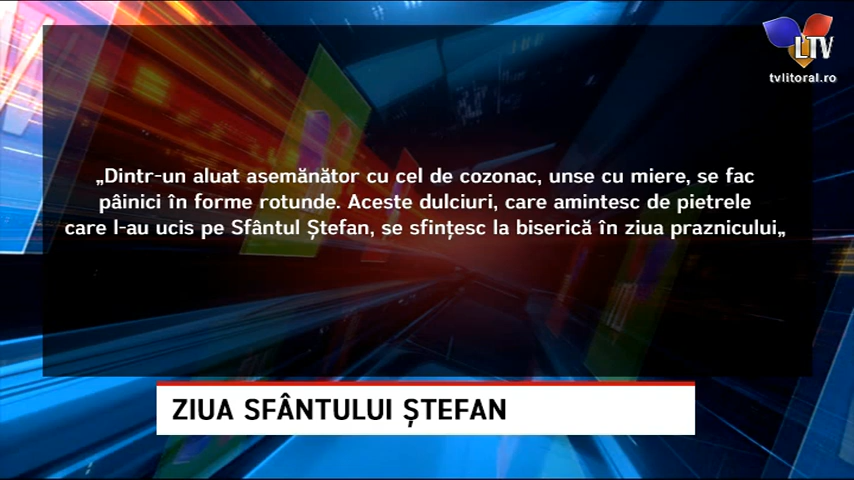 LTV
tvlitoral.ro
„Dintr-un aluat asemănător cu cel de cozonac, unse cu miere, se fac
pâinici în forme rotunde. Aceste dulciuri, care amintesc de pietrele
care l-au ucis pe Sfântul Ștefan, se sfințesc la biserică în ziua praznicului„
ZIUA SFÂNTULUI ȘTEFAN